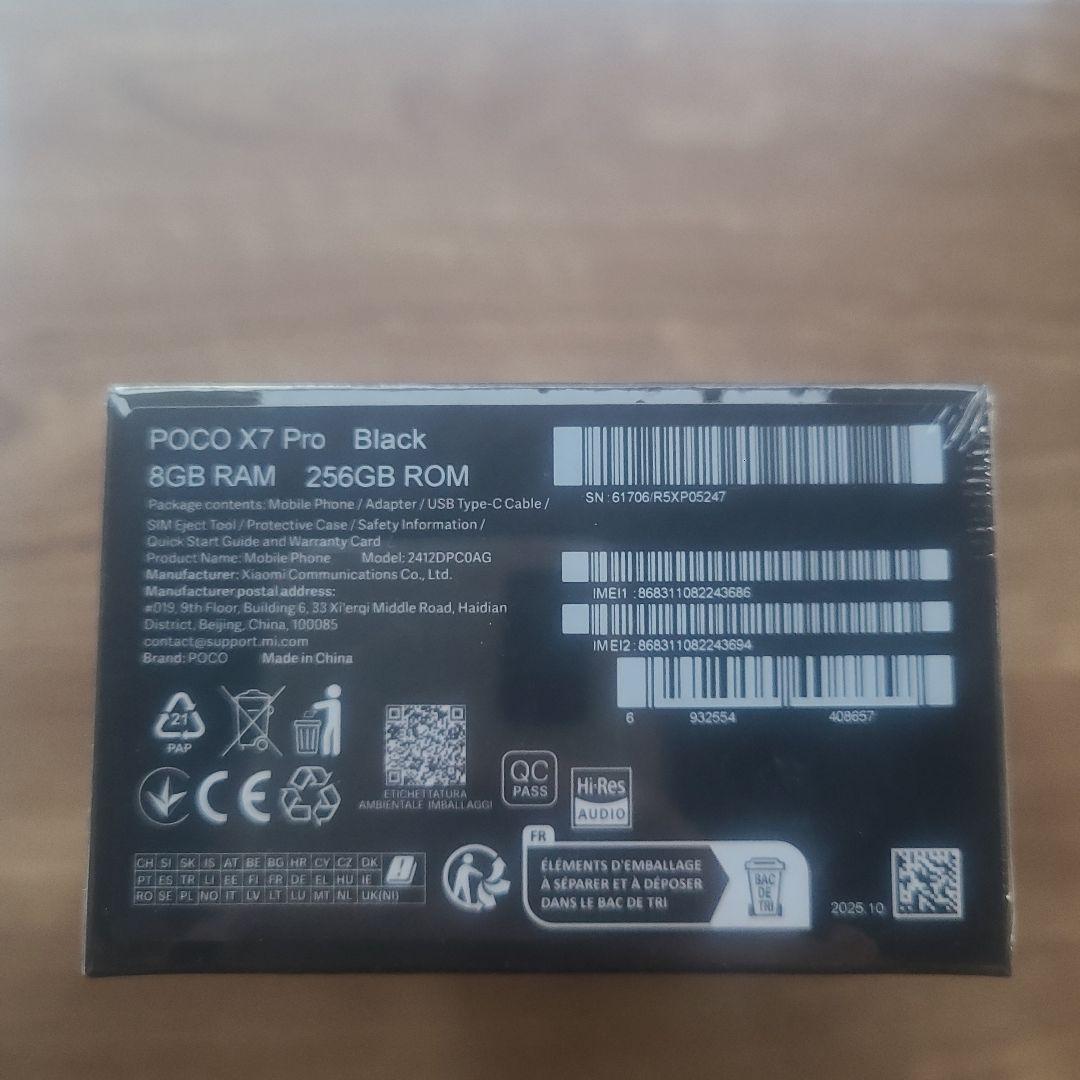 POCO X7 Pro Black
8GB RAM 256GB ROM
Package contents: Mobile Phone / Adapter / USB Type-C Cable /
SIM Eject Tool / Protective Case / Safety Information /
Quick Start Guide and Warranty Card
Product Name: Mobile Phone Model: 2412DPC0AG
Manufacturer: Xiaomi Communications Co., Ltd.
Manufacturer postal address:
#019, 9th Floor, Building 6, 33 Xi'erqi Middle Road, Haidian
District, Beijing, China, 100085
contact@support.mi.com
Brand: POCO Made in China
SN : 61706/R5XP05247
IMEI1 : 868311082243686
IMEI2 : 868311082243694
6 932554 408657
21
PAP
CE
ETICHETTATURA
AMBIENTALE IMBALLAGGI
QC
PASS
Hi-Res
AUDIO
CH SI SK IS AT BE BG HR CY CZ DK
PT ES TR LI EE FI FR DE EL HU IE
RO SE PL NO IT LV LT LU MT NL UK(NI)
FR
ÉLÉMENTS D'EMBALLAGE
À SÉPARER ET À DÉPOSER
DANS LE BAC DE TRI
BAC
DE
TRI
2025.10